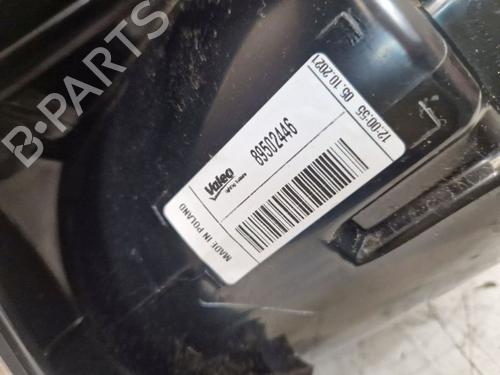 B-PARTS
Valeo
89502446
MADE IN POLAND
12:00:55 05.10.2021